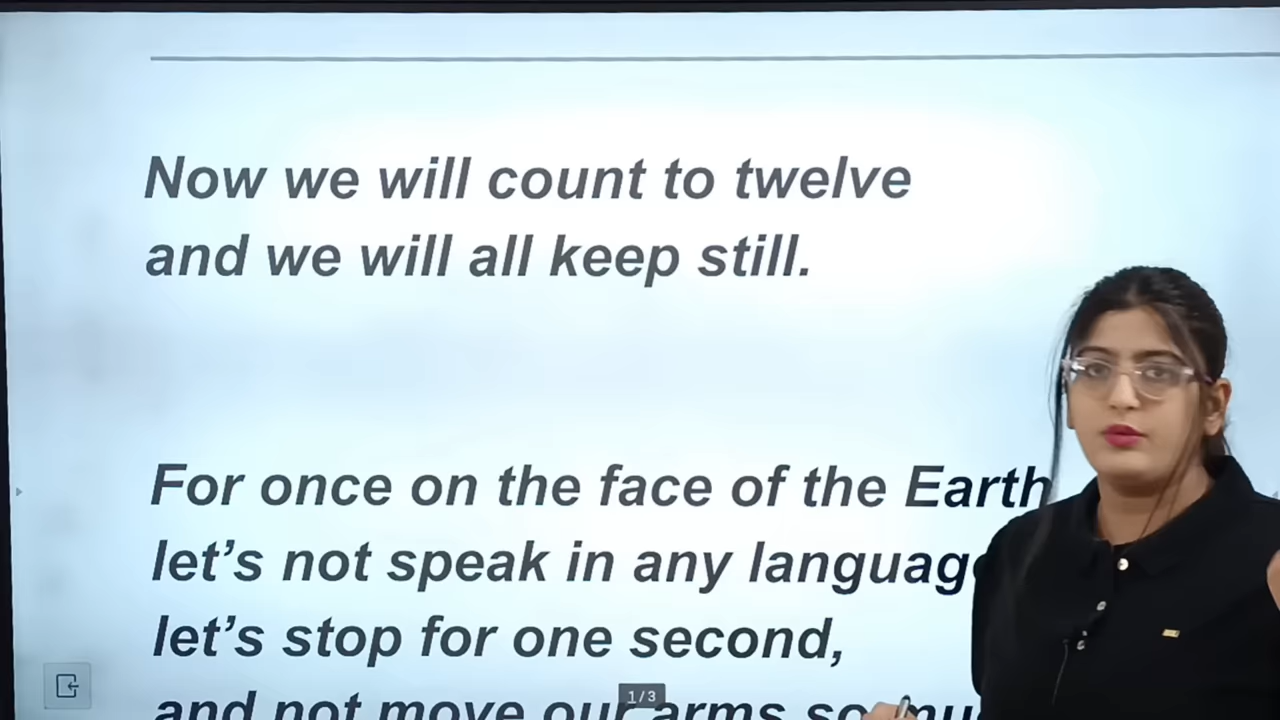 Now we will count to twelve
and we will all keep still.
For once on the face of the Earth
let’s not speak in any
let’s stop for one second,
and not move our arms so
1/3